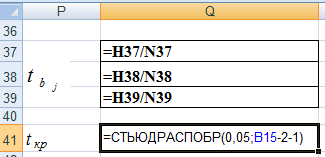 P Q
36
37 =H37/N37
38 t b j =H38/N38
39 =H39/N39
40
41 t кр =СТЬЮДРАСПОБР(0,05;B15-2-1)